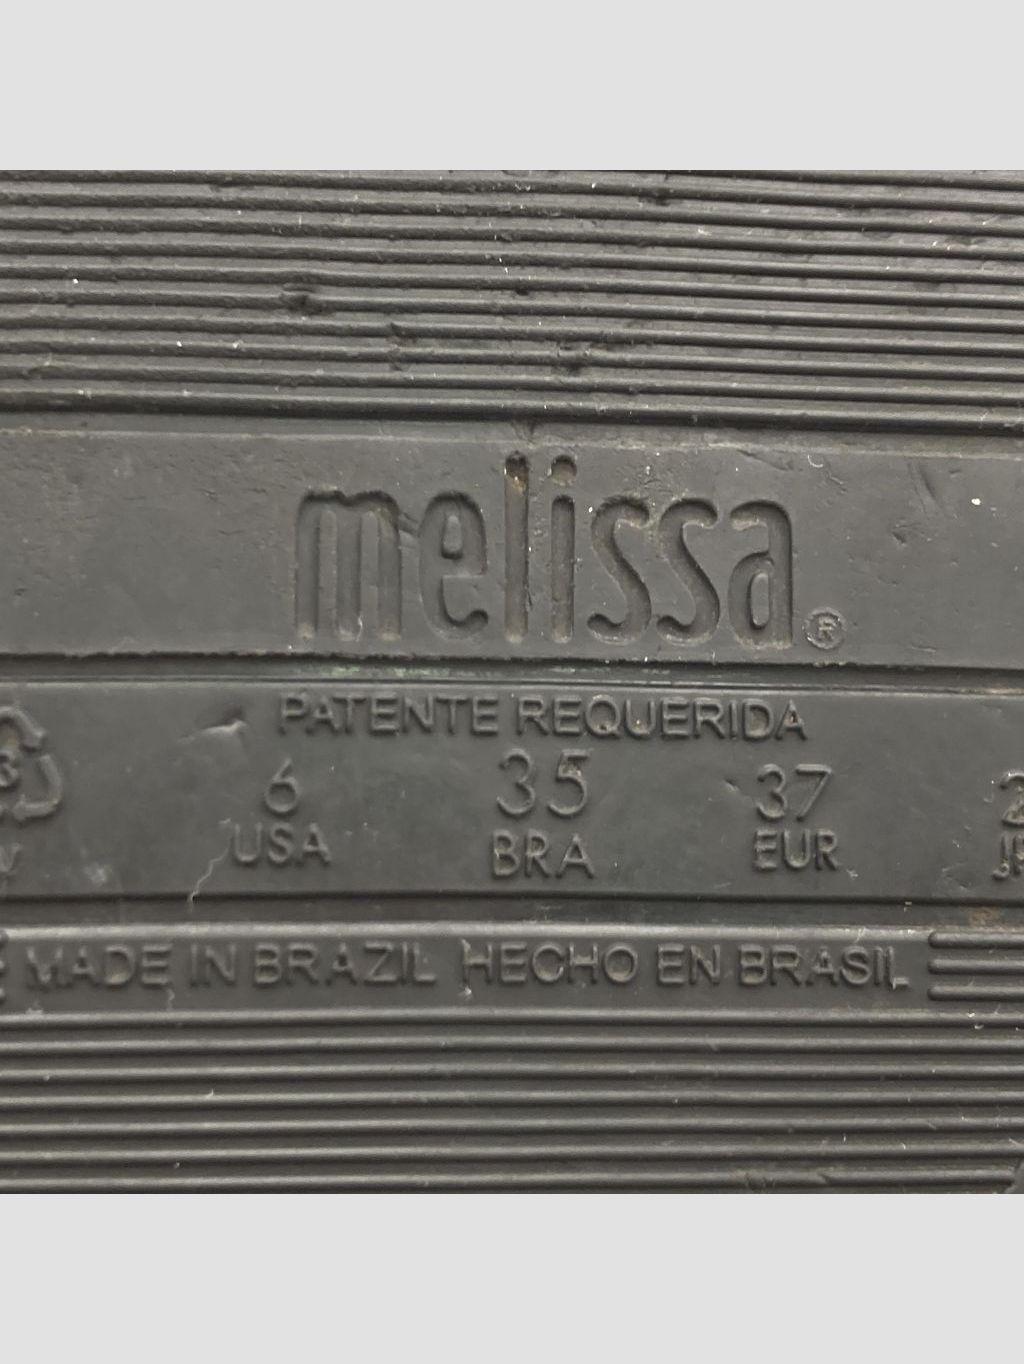 melissa®
PATENTE REQUERIDA
6 35 37
USA BRA EUR
MADE IN BRAZIL HECHO EN BRASIL